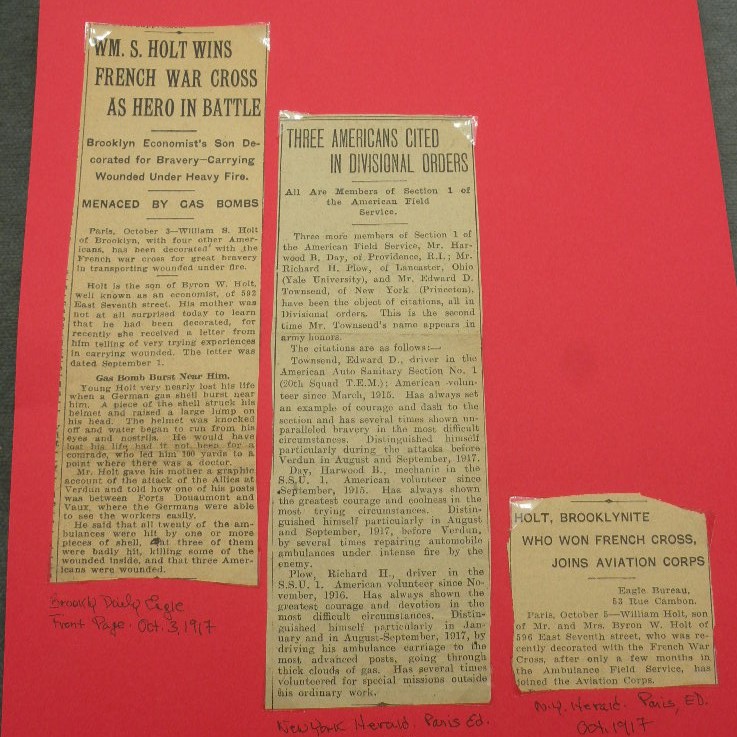 WM. S. HOLT WINS
FRENCH WAR CROSS
AS HERO IN BATTLE
Brooklyn Economist's Son De-
corated for Bravery—Carrying
Wounded Under Heavy Fire.
MENACED BY GAS BOMBS
Paris, October 3—William S. Holt
of Brooklyn, with four other Amer-
icans, has been decorated with the
French war cross for great bravery
in transporting wounded under fire.
Holt is the son of Byron W. Holt,
well known as an economist, of 592
East Seventh street. His mother was
not at all surprised today to learn
that he had been decorated, for
recently she received a letter from
him telling of very trying experiences
in carrying wounded. The letter was
dated September 1.
Gas Bomb Burst Near Him.
Young Holt very nearly lost his life
when a German gas shell burst near
him. A piece of the shell struck his
helmet and raised a large lump on
his head. The helmet was knocked
off and water began to run from his
eyes and nostrils. He would have
lost his life had it not been for a
comrade, who led him 100 yards to a
point where there was a doctor.
Mr. Holt gave his mother a graphic
account of the attack of the Allies at
Verdun and told how one of his posts
was between Forts Douaumont and
Vaux, where the Germans were able
to see the workers easily.
He said that all twenty of the am-
bulances were hit by one or more
pieces of shell, that three of them
were badly hit, killing some of the
wounded inside, and that three Amer-
icans were wounded.
Brooklyn Daily Eagle
Front Page. Oct. 3, 1917
THREE AMERICANS CITED
IN DIVISIONAL ORDERS
All Are Members of Section 1 of
the American Field
Service.
Three more members of Section 1 of
the American Field Service, Mr. Har-
wood B. Day, of Providence, R.I.; Mr.
Richard H. Plow, of Lancaster, Ohio
(Yale University), and Mr. Edward D.
Townsend, of New York (Princeton),
have been the object of citations, all in
Divisional orders. This is the second
time Mr. Townsend's name appears in
army honors.
The citations are as follows:—
Townsend, Edward D., driver in the
American Auto Sanitary Section No. 1
(20th Squad T.E.M.); American volun-
teer since March, 1915. Has always set
an example of courage and dash to the
section and has several times shown un-
paralleled bravery in the most difficult
circumstances. Distinguished himself
particularly during the attacks before
Verdun in August and September, 1917.
Day, Harwood B., mechanic in the
S.S.U. 1. American volunteer since
September, 1915. Has always shown
the greatest courage and coolness in the
most trying circumstances. Distin-
guished himself particularly in August
and September, 1917, before Verdun,
by several times repairing automobile
ambulances under intense fire by the
enemy.
Plow, Richard H., driver in the
S.S.U. 1. American volunteer since No-
vember, 1916. Has always shown the
greatest courage and devotion in the
most difficult circumstances. Distin-
guished himself particularly in Jan-
uary and in August-September, 1917, by
driving his ambulance carriage to the
most advanced posts, going through
thick clouds of gas. Has several times
volunteered for special missions outside
his ordinary work.
New York Herald. Paris Ed.
HOLT, BROOKLYNITE
WHO WON FRENCH CROSS,
JOINS AVIATION CORPS
Eagle Bureau,
53 Rue Cambon.
Paris, October 5—William Holt, son
of Mr. and Mrs. Byron W. Holt of
596 East Seventh street, who was re-
cently decorated with the French War
Cross, after only a few months in
the Ambulance Field Service, has
joined the Aviation Corps.
N.Y. Herald. Paris, ED.
Oct. 1917